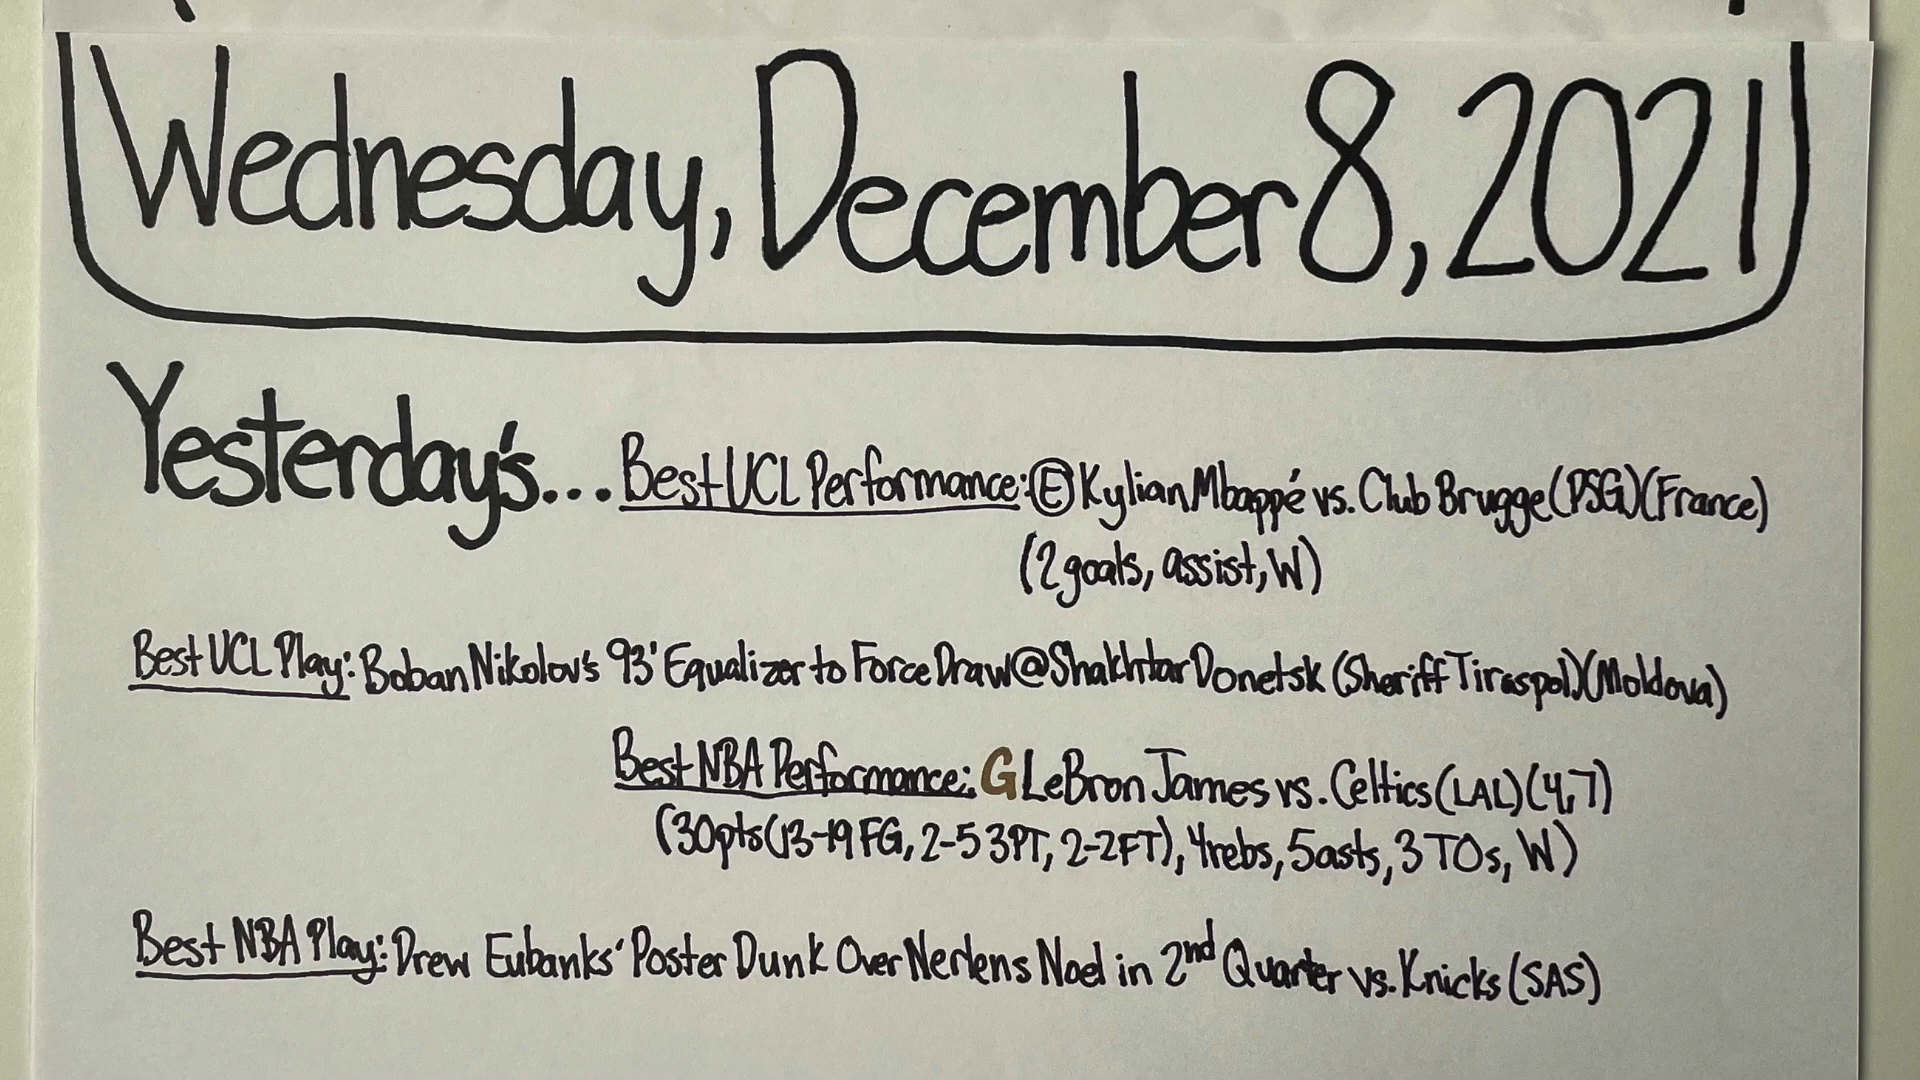 Wednesday, December 8, 2021
Yesterday's... Best UCL Performance: Ⓔ Kylian Mbappé vs. Club Brugge (PSG) (France)
(2 goals, assist, W)
Best UCL Play: Boban Nikolov's 93' Equalizer to Force Draw @ Shakhtar Donetsk (Sheriff Tiraspol) (Moldova)
Best NBA Performance: G LeBron James vs. Celtics (LAL) (4,7)
(30pts (13-19 FG, 2-5 3PT, 2-2 FT), 4 rebs, 5 asts, 3 TOs, W)
Best NBA Play: Drew Eubanks' Poster Dunk Over Nerlens Noel in 2nd Quarter vs. Knicks (SAS)